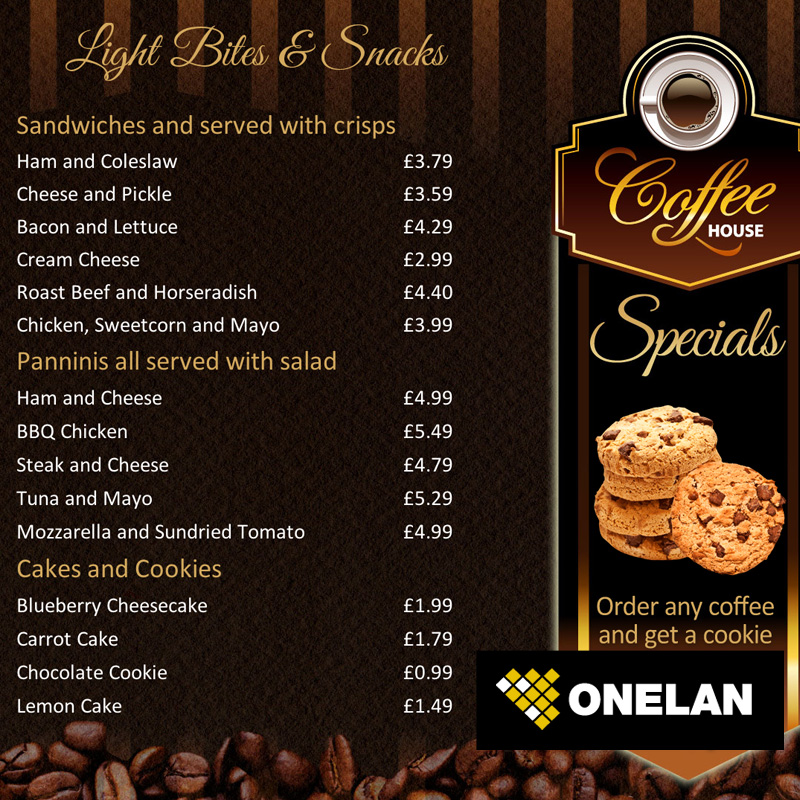 Light Bites & Snacks
Sandwiches and served with crisps
Ham and Coleslaw £3.79
Cheese and Pickle £3.59
Bacon and Lettuce £4.29
Cream Cheese £2.99
Roast Beef and Horseradish £4.40
Chicken, Sweetcorn and Mayo £3.99
Panninis all served with salad
Ham and Cheese £4.99
BBQ Chicken £5.49
Steak and Cheese £4.79
Tuna and Mayo £5.29
Mozzarella and Sundried Tomato £4.99
Cakes and Cookies
Blueberry Cheesecake £1.99
Carrot Cake £1.79
Chocolate Cookie £0.99
Lemon Cake £1.49
Coffee
HOUSE
Specials
Order any coffee
and get a cookie
ONELAN